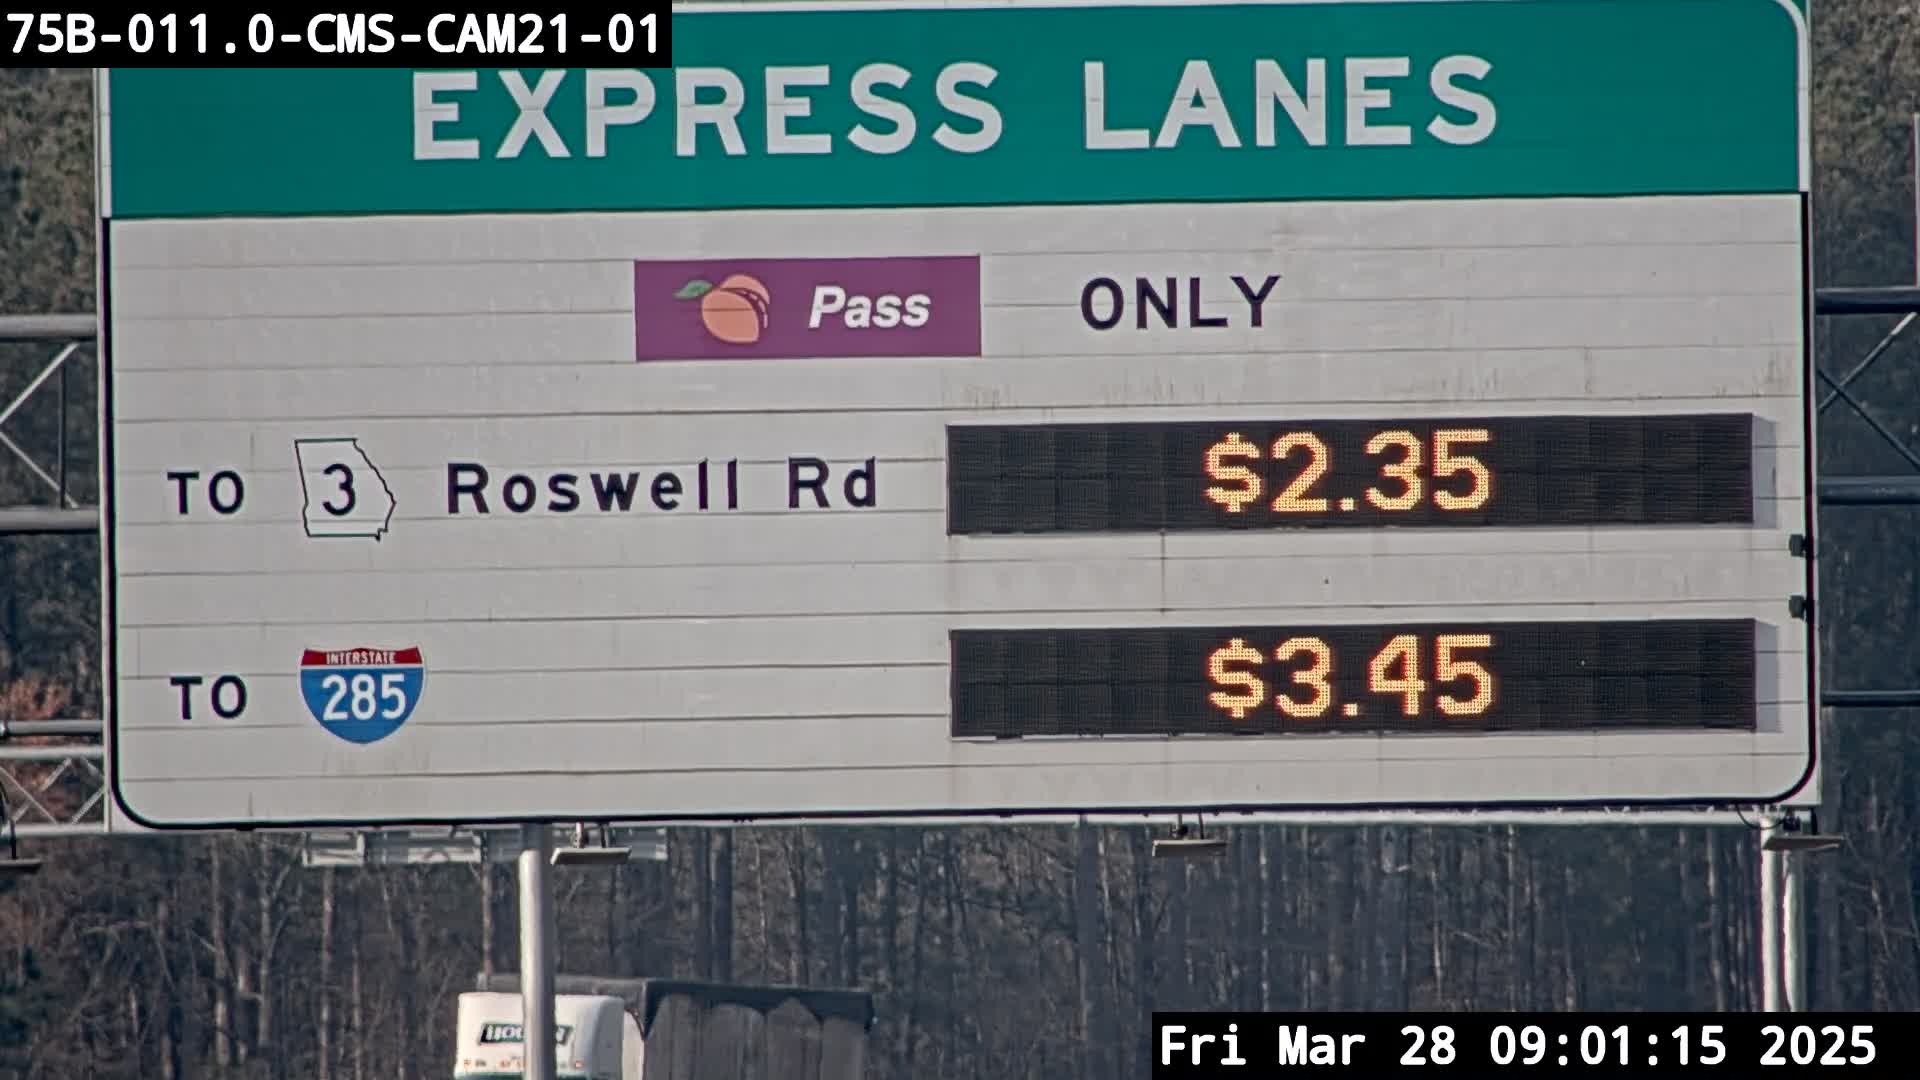 75B-011.0-CMS-CAM21-01
EXPRESS LANES
Pass ONLY
TO 3 Roswell Rd $2.35
TO INTERSTATE 285 $3.45
Fri Mar 28 09:01:15 2025